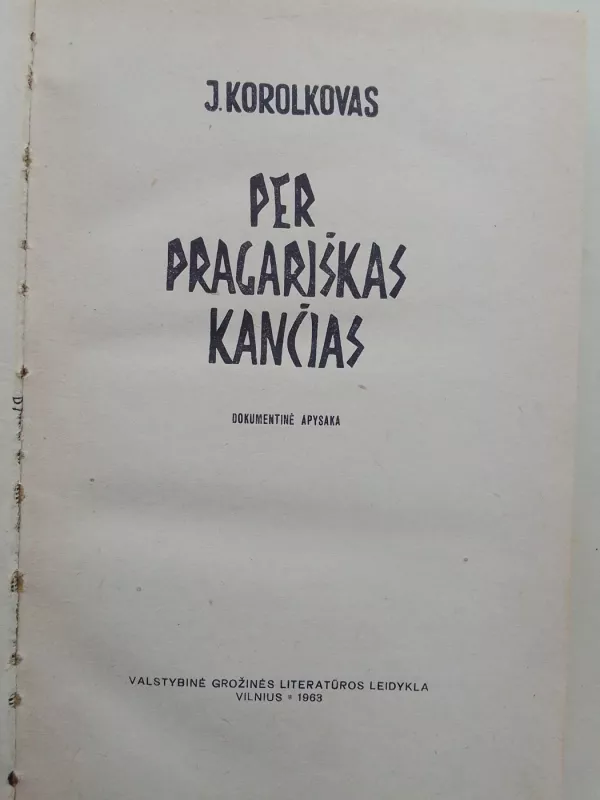 J. KOROLKOVAS
PER
PRAGARIŠKAS
KANČIAS
DOKUMENTINĖ APYSAKA
VALSTYBINĖ GROŽINĖS LITERATŪROS LEIDYKLA
VILNIUS * 1963